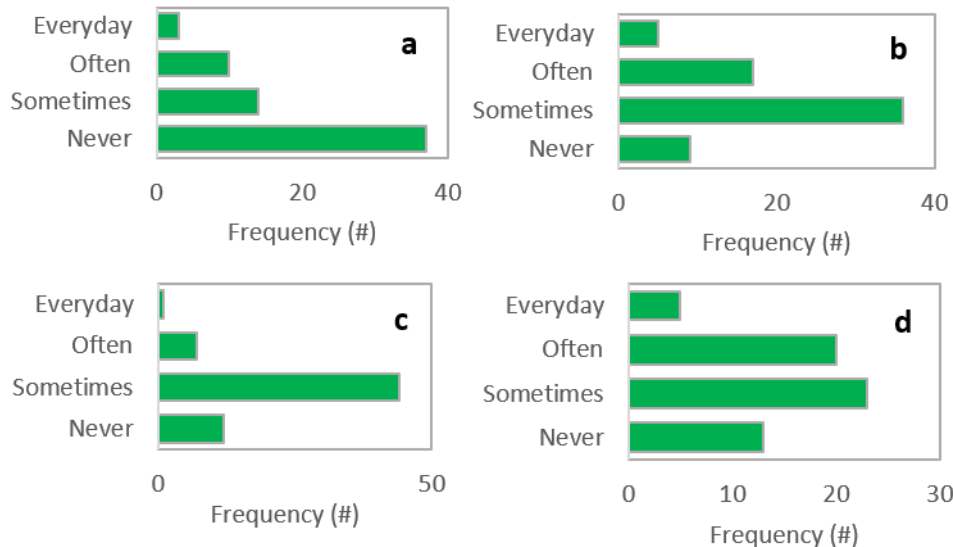 Everyday
Often
Sometimes
Never
a
0 20 40
Frequency (#)
Everyday
Often
Sometimes
Never
b
0 20 40
Frequency (#)
Everyday
Often
Sometimes
Never
c
0 50
Frequency (#)
Everyday
Often
Sometimes
Never
d
0 10 20 30
Frequency (#)